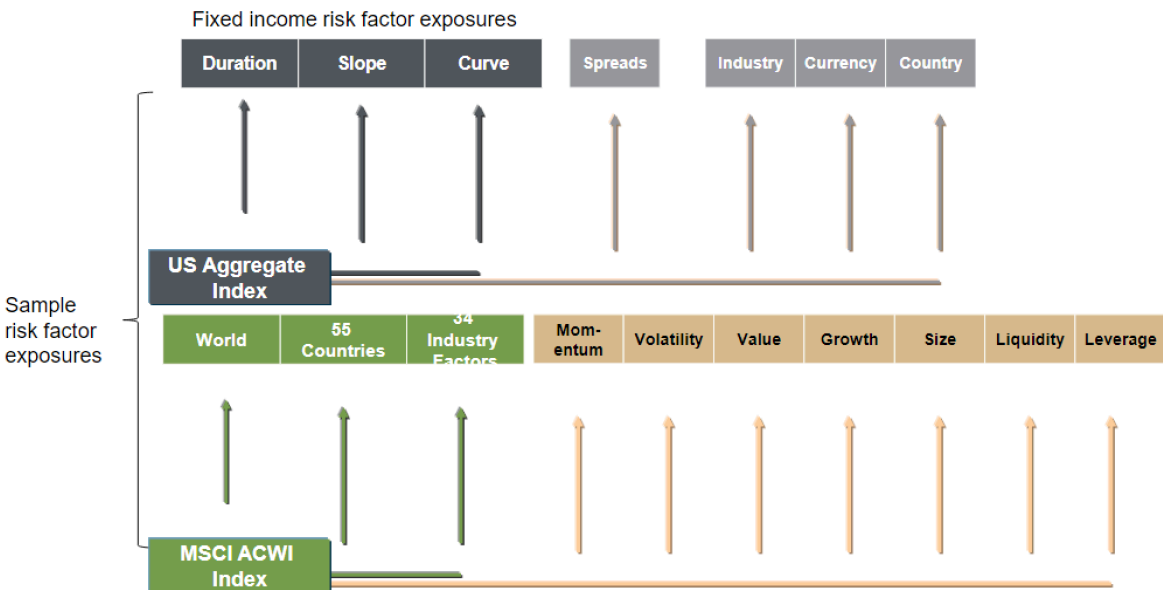 Fixed income risk factor exposures
Duration
Slope
Curve
Spreads
Industry
Currency
Country
US Aggregate
Index
Sample
risk factor
exposures
World
55
Countries
34
Industry
Factors
Mom-
entum
Volatility
Value
Growth
Size
Liquidity
Leverage
MSCI ACWI
Index